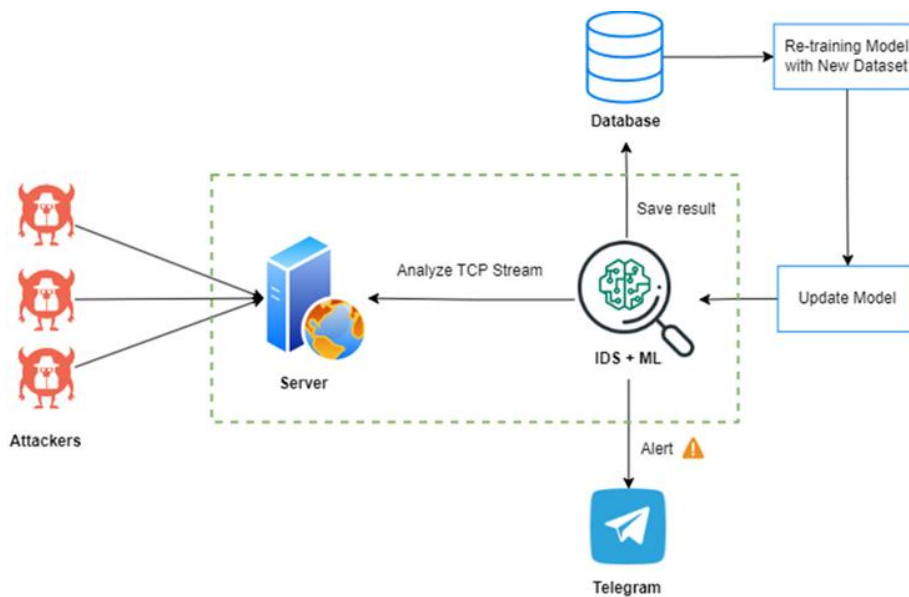 Re-training Model
with New Dataset
Database
Save result
Analyze TCP Stream
Update Model
IDS + ML
Server
Attackers
Alert
Telegram